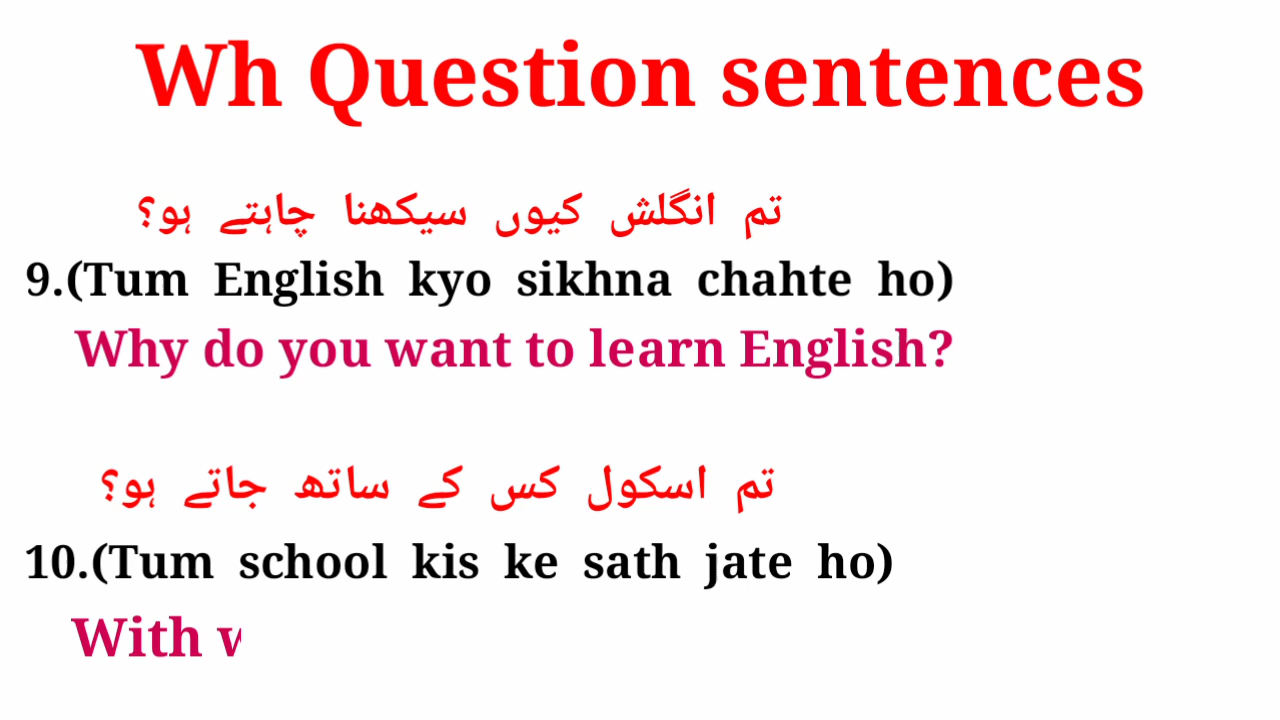 Wh Question sentences
تم انگلش کیوں سیکھنا چاہتے ہو؟
9.(Tum English kyo sikhna chahte ho)
Why do you want to learn English?
تم اسکول کس کے ساتھ جاتے ہو؟
10.(Tum school kis ke sath jate ho)
With